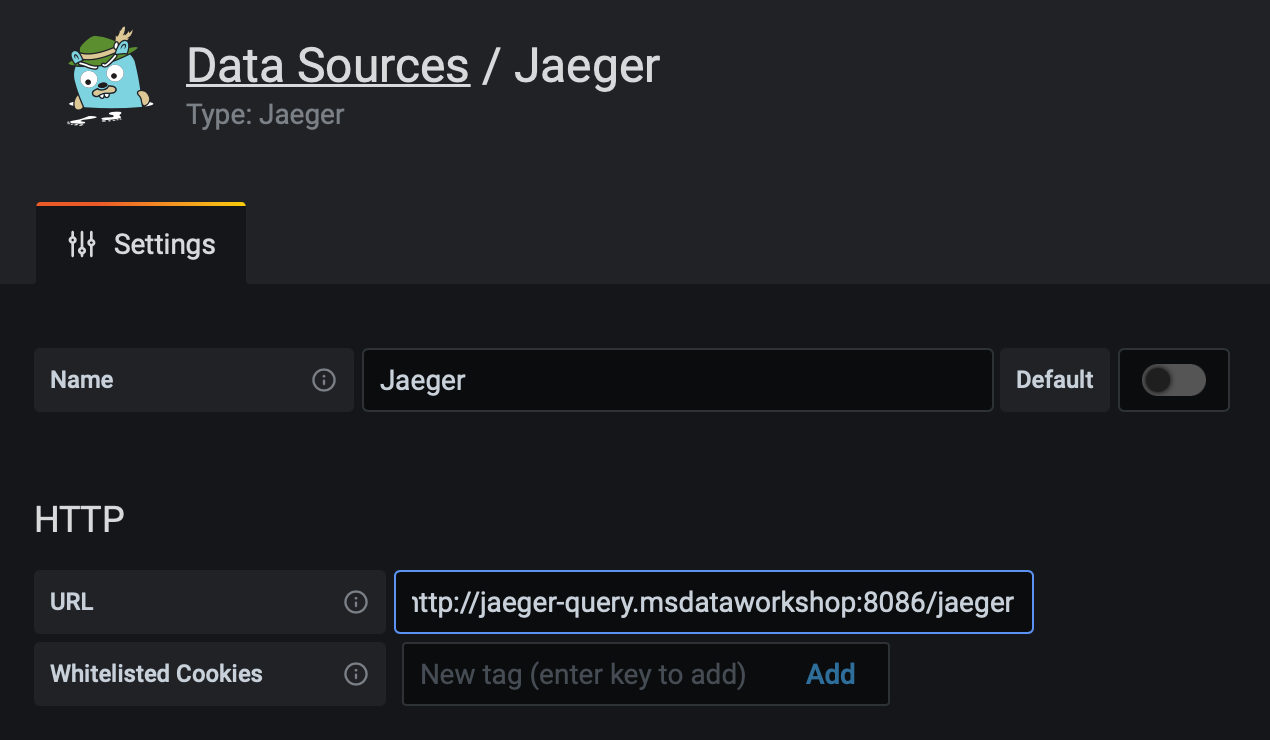 Data Sources / Jaeger
Type: Jaeger
Settings
Name
Jaeger
Default
HTTP
URL
ttp://jaeger-query.msdataworkshop:8086/jaeger
Whitelisted Cookies
New tag (enter key to add)
Add